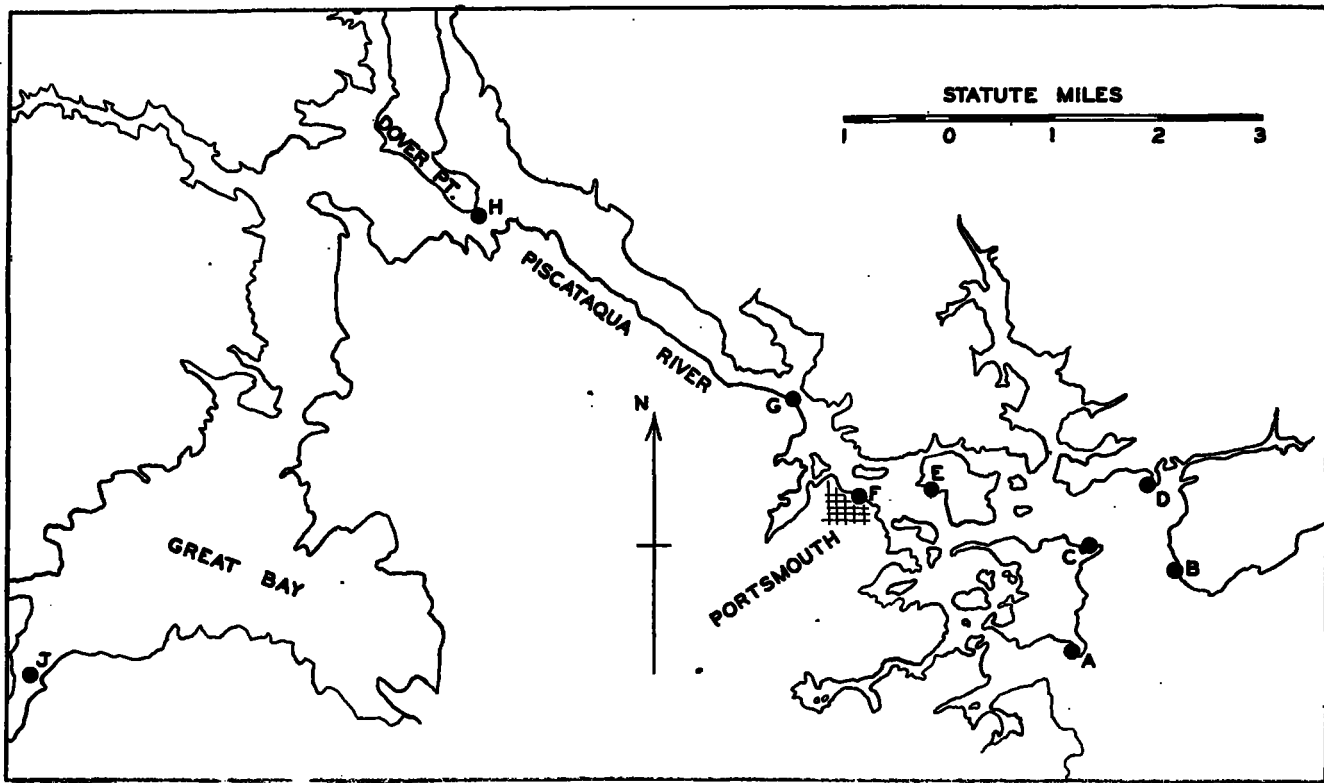 STATUTE MILES
1 0 1 2 3
DOVER PT.
H
PISCATAQUA
RIVER
N
G
E
F
D
C
B
PORTSMOUTH
GREAT BAY
J
A